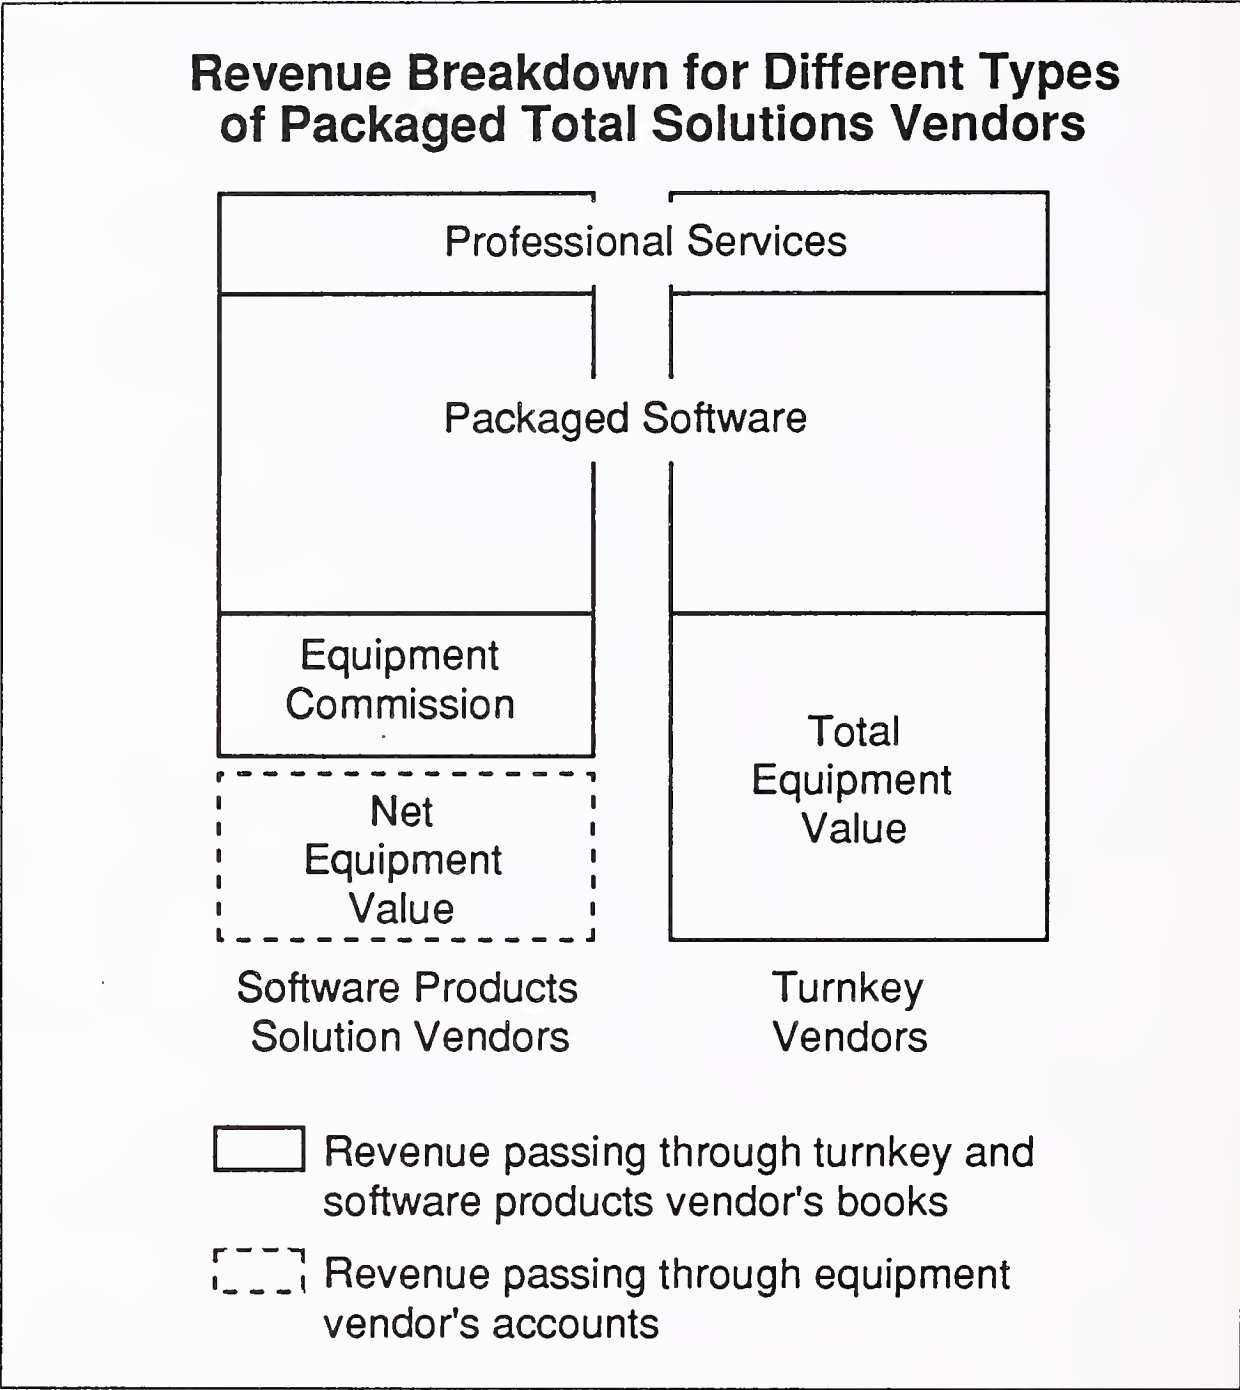 Revenue Breakdown for Different Types
of Packaged Total Solutions Vendors
Professional Services
Packaged Software
Equipment
Commission
Net
Equipment
Value
Total
Equipment
Value
Software Products
Solution Vendors
Turnkey
Vendors
Revenue passing through turnkey and
software products vendor's books
Revenue passing through equipment
vendor's accounts